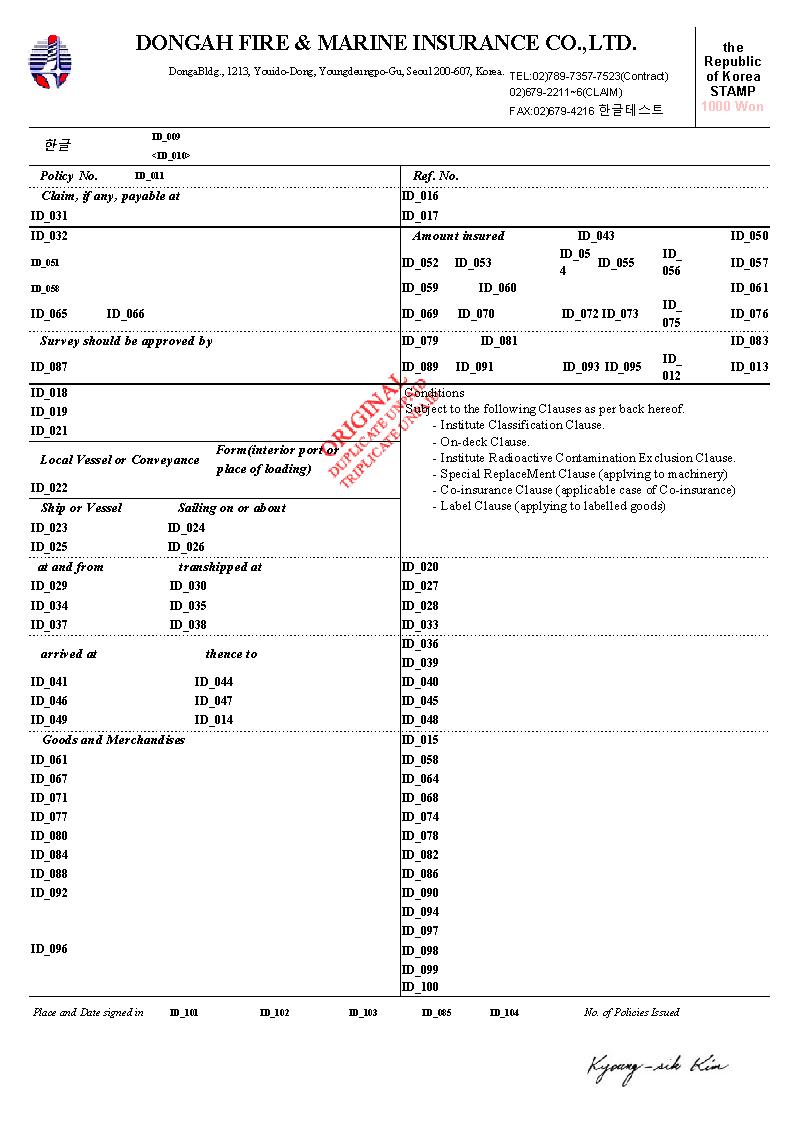 DONGAH FIRE & MARINE INSURANCE CO.,LTD.
DongaBldg., 1213, Youido-Dong, Youngdeungpo-Gu, Seoul 200-607, Korea.
TEL:02)789-7357-7523(Contract)
02)679-2211~6(CLAIM)
FAX:02)679-4216 한글테스트
the
Republic
of Korea
STAMP
1000 Won
한글
ID_009
<ID_010>
Policy No. ID_011 Ref. No.
Claim, if any, payable at ID_016
ID_031 ID_017
ID_032 Amount insured ID_043 ID_050
ID_051 ID_052 ID_053 ID_05
4 ID_055 ID_
056 ID_057
ID_058 ID_059 ID_060 ID_061
ID_065 ID_066 ID_069 ID_070 ID_072 ID_073 ID_
075 ID_076
Survey should be approved by ID_079 ID_081 ID_083
ID_087 ID_089 ID_091 ID_093 ID_095 ID_
012 ID_013
ORIGINAL
DUPLICATE UNPAID
TRIPLICATE UNPAID
ID_018 Conditions
ID_019 Subject to the following Clauses as per back hereof.
ID_021 - Institute Classification Clause.
- On-deck Clause.
- Institute Radioactive Contamination Exclusion Clause.
- Special ReplaceMent Clause (applying to machinery)
- Co-insurance Clause (applicable case of Co-insurance)
- Label Clause (applying to labelled goods)
Local Vessel or Conveyance Form(interior port or
place of loading)
ID_022
Ship or Vessel Sailing on or about
ID_023 ID_024
ID_025 ID_026
at and from transhipped at ID_020
ID_029 ID_030 ID_027
ID_034 ID_035 ID_028
ID_037 ID_038 ID_033
ID_036
arrived at thence to ID_039
ID_041 ID_044 ID_040
ID_046 ID_047 ID_045
ID_049 ID_014 ID_048
Goods and Merchandises ID_015
ID_061 ID_058
ID_067 ID_064
ID_071 ID_068
ID_077 ID_074
ID_080 ID_078
ID_084 ID_082
ID_088 ID_086
ID_092 ID_090
ID_094
ID_097
ID_096 ID_098
ID_099
ID_100
Place and Date signed in ID_101 ID_102 ID_103 ID_085 ID_104 No. of Policies Issued
Kyoung-sik Kim